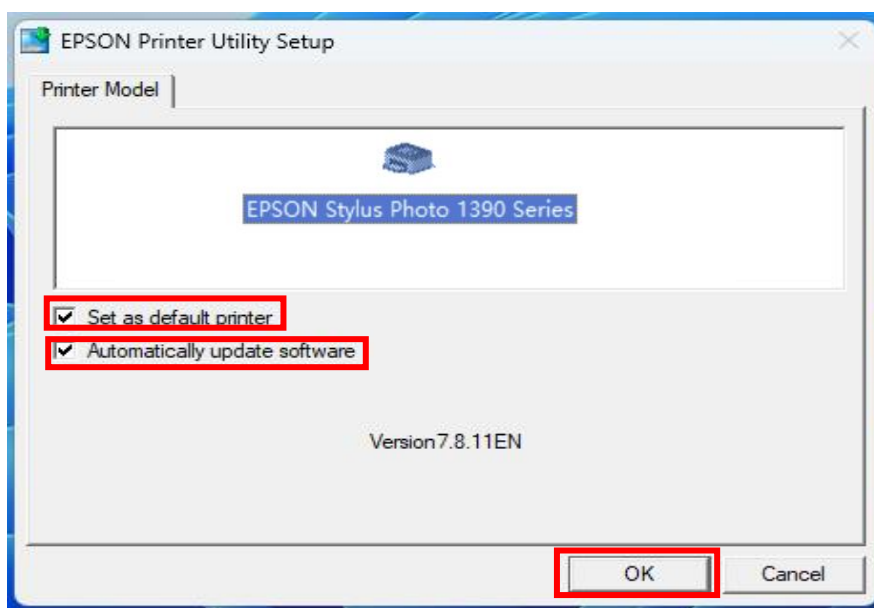 EPSON Printer Utility Setup
Printer Model
EPSON Stylus Photo 1390 Series
Set as default printer
Automatically update software
Version7.8.11EN
OK
Cancel